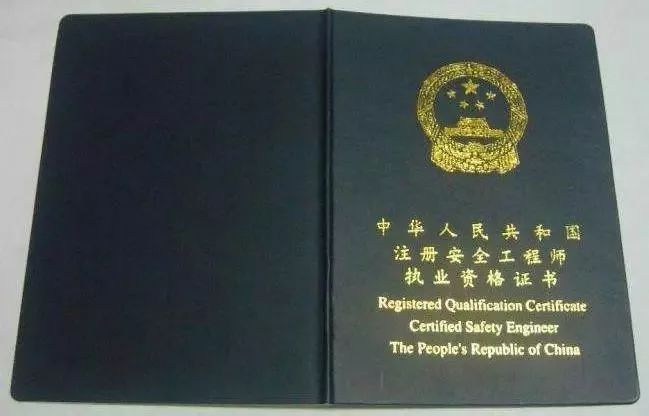 中华人民共和国
注册安全工程师
执业资格证书
Registered Qualification Certificate
Certified Safety Engineer
The People's Republic of China